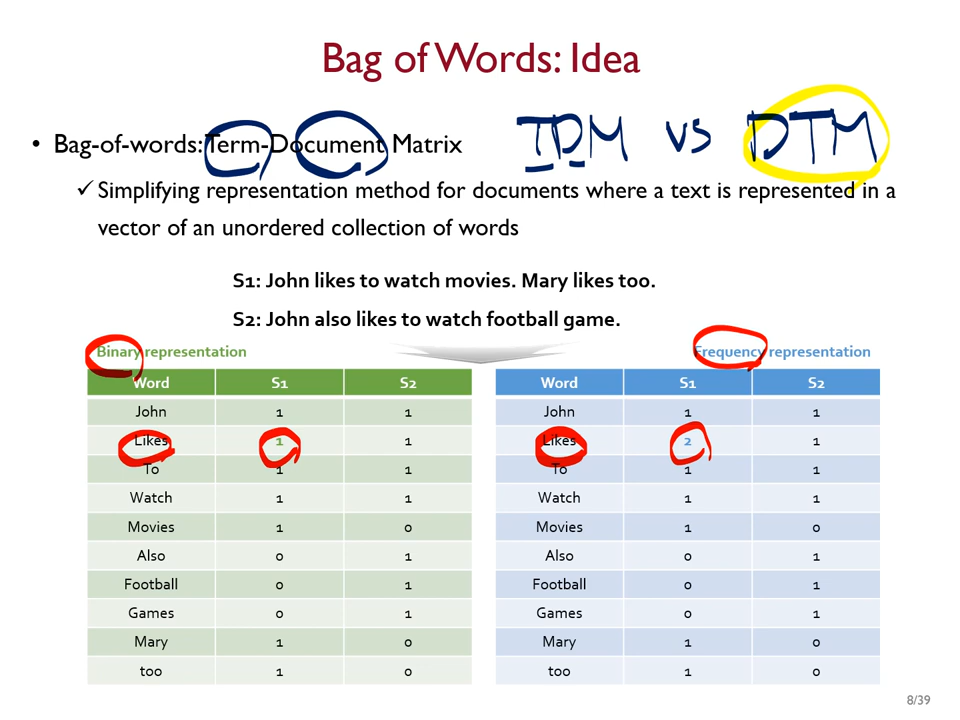 Bag of Words: Idea
• Bag-of-words: Term-Document Matrix
TDM vs DTM
✓ Simplifying representation method for documents where a text is represented in a
vector of an unordered collection of words
S1: John likes to watch movies. Mary likes too.
S2: John also likes to watch football game.
Binary representation
Word S1 S2
John 1 1
Likes 1 1
To 1 1
Watch 1 1
Movies 1 0
Also 0 1
Football 0 1
Games 0 1
Mary 1 0
too 1 0
Frequency representation
Word S1 S2
John 1 1
Likes 2 1
To 1 1
Watch 1 1
Movies 1 0
Also 0 1
Football 0 1
Games 0 1
Mary 1 0
too 1 0
8/39